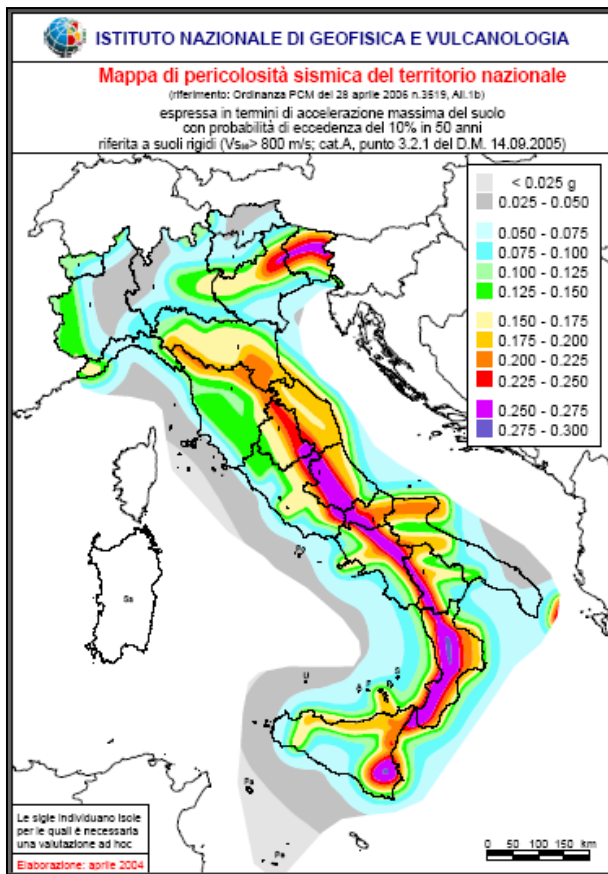 ISTITUTO NAZIONALE DI GEOFISICA E VULCANOLOGIA
Mappa di pericolosità sismica del territorio nazionale
(riferimento: Ordinanza PCM del 28 aprile 2006 n.3519, All.1b)
espressa in termini di accelerazione massima del suolo
con probabilità di eccedenza del 10% in 50 anni
riferita a suoli rigidi (Vs₃₀> 800 m/s; cat.A, punto 3.2.1 del D.M. 14.09.2005)
< 0.025 g
0.025 - 0.050
0.050 - 0.075
0.075 - 0.100
0.100 - 0.125
0.125 - 0.150
0.150 - 0.175
0.175 - 0.200
0.200 - 0.225
0.225 - 0.250
0.250 - 0.275
0.275 - 0.300
Sa
U
Pa
Pe
Le sigle individuano isole
per le quali è necessaria
una valutazione ad hoc
Elaborazione: aprile 2004
0 50 100 150 km